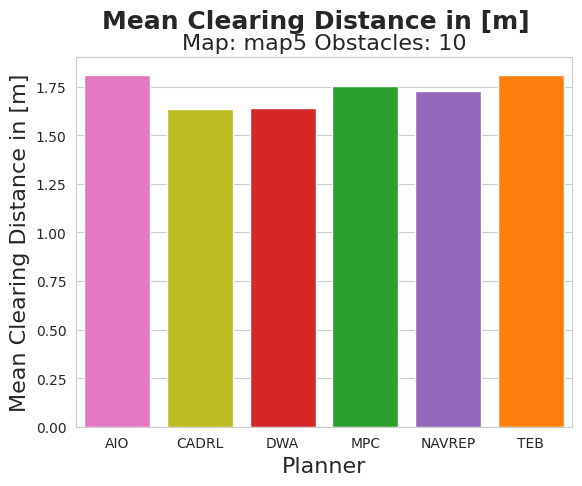 Mean Clearing Distance in [m]
Map: map5 Obstacles: 10
Mean Clearing Distance in [m]
1.75
1.50
1.25
1.00
0.75
0.50
0.25
0.00
AIO CADRL DWA MPC NAVREP TEB
Planner